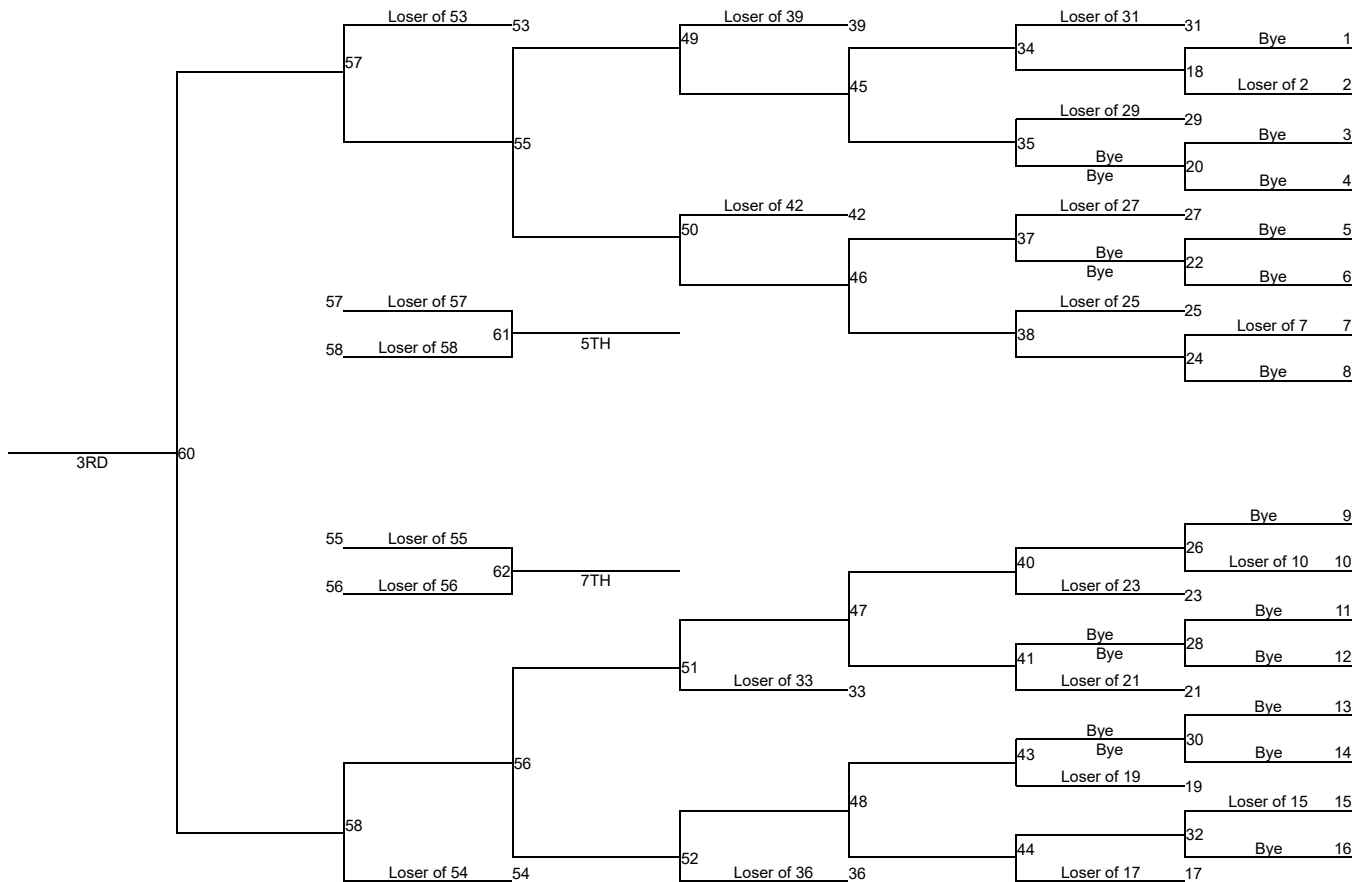 Loser of 53 53 Loser of 39 39 Loser of 31 31
Bye 1
49 34
57 18
Loser of 2 2
45
Loser of 29 29
Bye 3
55 35
Bye 20
Bye
Bye 4
Loser of 42 42 Loser of 27 27
50 Bye 5
37
Bye 22
Bye
46 Bye 6
57 Loser of 57 Loser of 25 25
Loser of 7 7
61 5TH 38
58 Loser of 58 24
Bye 8
3RD 60
Bye 9
55 Loser of 55 26
62 7TH 40 Loser of 10 10
56 Loser of 56 Loser of 23 23
47 Bye 11
Bye 28
Bye
41 Bye 12
51
Loser of 33 33 Loser of 21 21
Bye 13
Bye 30
Bye
56 43 Bye 14
Loser of 19 19
48 Loser of 15 15
58 32
52 44 Bye 16
Loser of 54 54 Loser of 36 36 Loser of 17 17